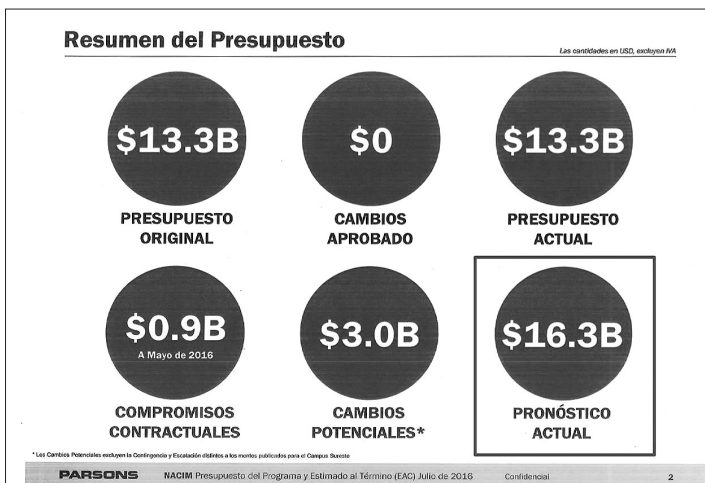 Resumen del Presupuesto
Las cantidades en USD, excluyen IVA
$13.3B
$0
$13.3B
PRESUPUESTO
ORIGINAL
CAMBIOS
APROBADO
PRESUPUESTO
ACTUAL
$0.9B
A Mayo de 2016
$3.0B
$16.3B
COMPROMISOS
CONTRACTUALES
CAMBIOS
POTENCIALES*
PRONÓSTICO
ACTUAL
* Los Cambios Potenciales excluyen la Contingencia y Escalación distintos a los montos publicados para el Campus Sureste
PARSONS NACIM Presupuesto del Programa y Estimado al Término (EAC) Julio de 2016 Confidencial 2